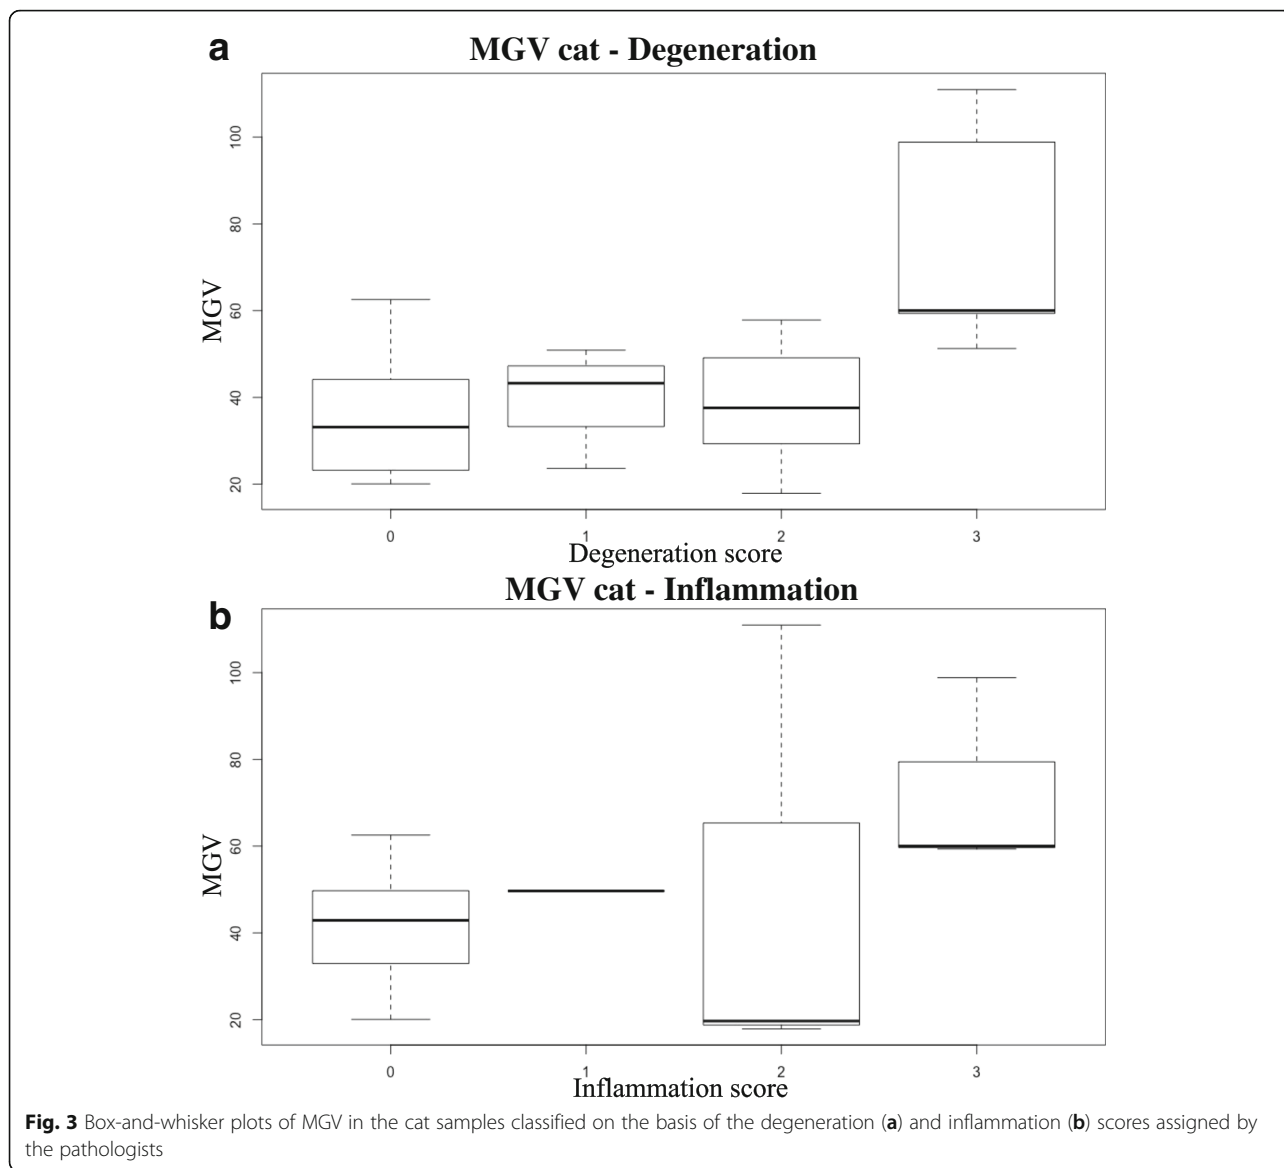 a
MGV cat - Degeneration
MGV
100
80
60
40
20
0 1 2 3
Degeneration score
MGV cat - Inflammation
b
MGV
100
80
60
40
20
0 1 2 3
Inflammation score
Fig. 3 Box-and-whisker plots of MGV in the cat samples classified on the basis of the degeneration (a) and inflammation (b) scores assigned by
the pathologists